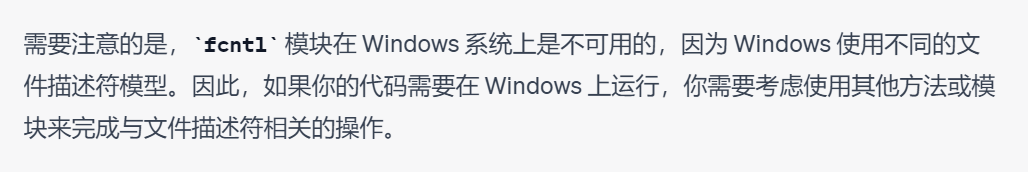 需要注意的是，`fcntl` 模块在 Windows 系统上是不可用的，因为 Windows 使用不同的文
件描述符模型。因此，如果你的代码需要在 Windows 上运行，你需要考虑使用其他方法或模
块来完成与文件描述符相关的操作。